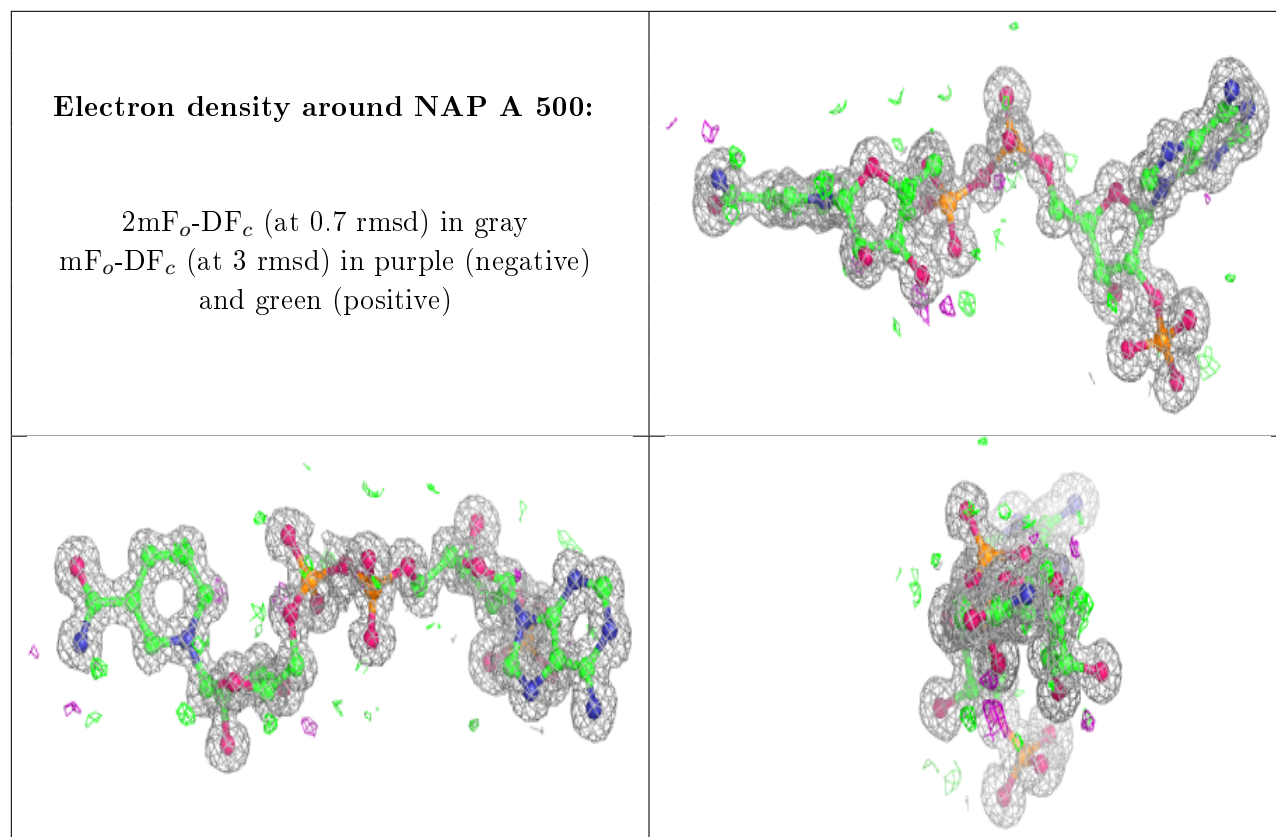 Electron density around NAP A 500:
2mFo-DFc (at 0.7 rmsd) in gray
mFo-DFc (at 3 rmsd) in purple (negative)
and green (positive)